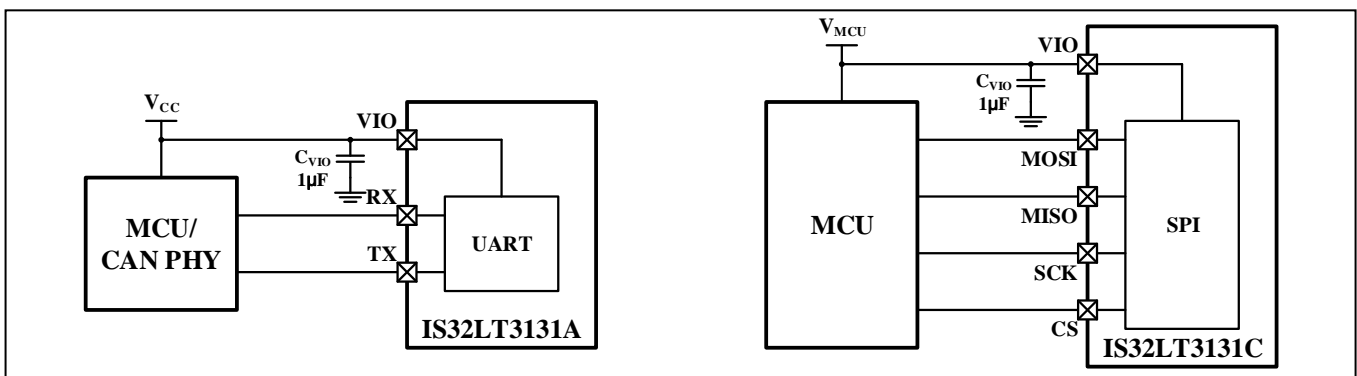 VCC
VIO
CVIO
1µF
RX
TX
MCU/
CAN PHY
UART
IS32LT3131A
VMCU
VIO
CVIO
1µF
MOSI
MISO
SCK
CS
MCU
SPI
IS32LT3131C